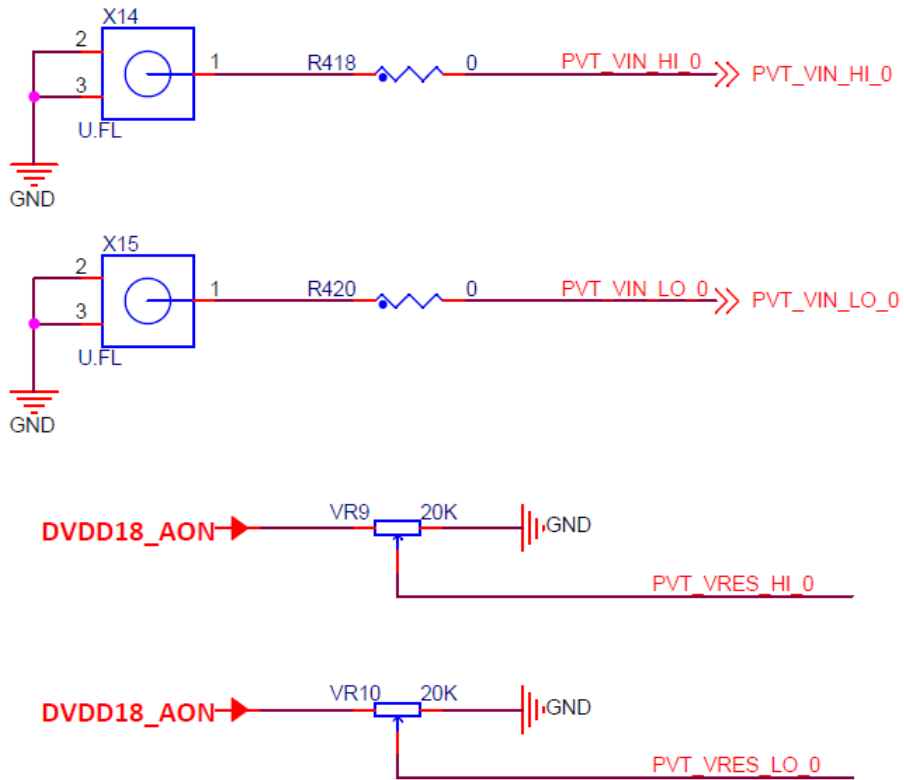 X14
2
1
R418
0
PVT_VIN_HI_0
PVT_VIN_HI_0
3
U.FL
GND
X15
2
1
R420
0
PVT_VIN_LO_0
PVT_VIN_LO_0
3
U.FL
GND
DVDD18_AON
VR9
20K
GND
PVT_VRES_HI_0
DVDD18_AON
VR10
20K
GND
PVT_VRES_LO_0